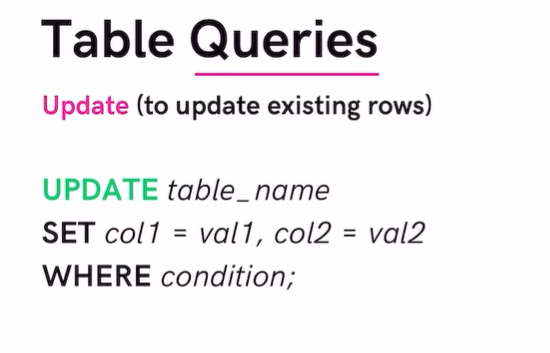 Table Queries
Update (to update existing rows)
UPDATE table_name
SET col1 = val1, col2 = val2
WHERE condition;